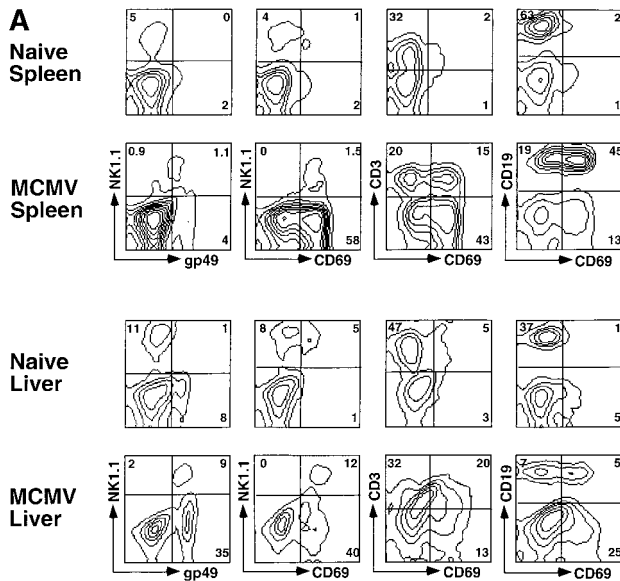 A
Naive
Spleen
5 0
2
4 1
2
32 2
1
63 2
1
MCMV
Spleen
NK1.1
0.9 1.1
4
gp49
NK1.1
0 1.5
58
CD69
CD3
20 15
43
CD69
CD19
19 45
13
CD69
Naive
Liver
11 1
8
8 5
1
47 5
3
37 1
5
MCMV
Liver
NK1.1
2 9
35
gp49
NK1.1
0 12
40
CD69
CD3
32 20
13
CD69
CD19
7 5
25
CD69